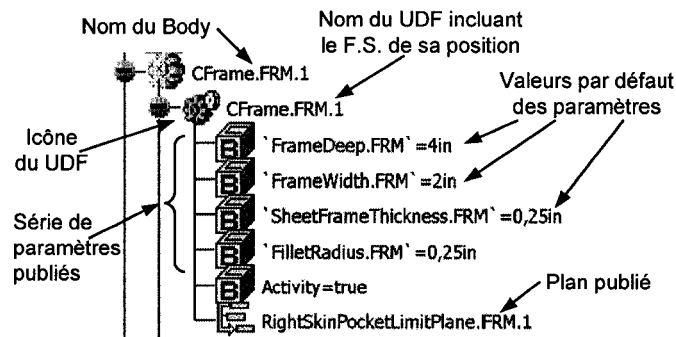 Nom du Body
Nom du UDF incluant
le F.S. de sa position
CFrame.FRM.1
Valeurs par défaut
des paramètres
CFrame.FRM.1
Icône
du UDF
`FrameDeep.FRM`=4in
`FrameWidth.FRM`=2in
Série de
paramètres
publiés
`SheetFrameThickness.FRM`=0,25in
`FilletRadius.FRM`=0,25in
Plan publié
Activity=true
RightSkinPocketLimitPlane.FRM.1